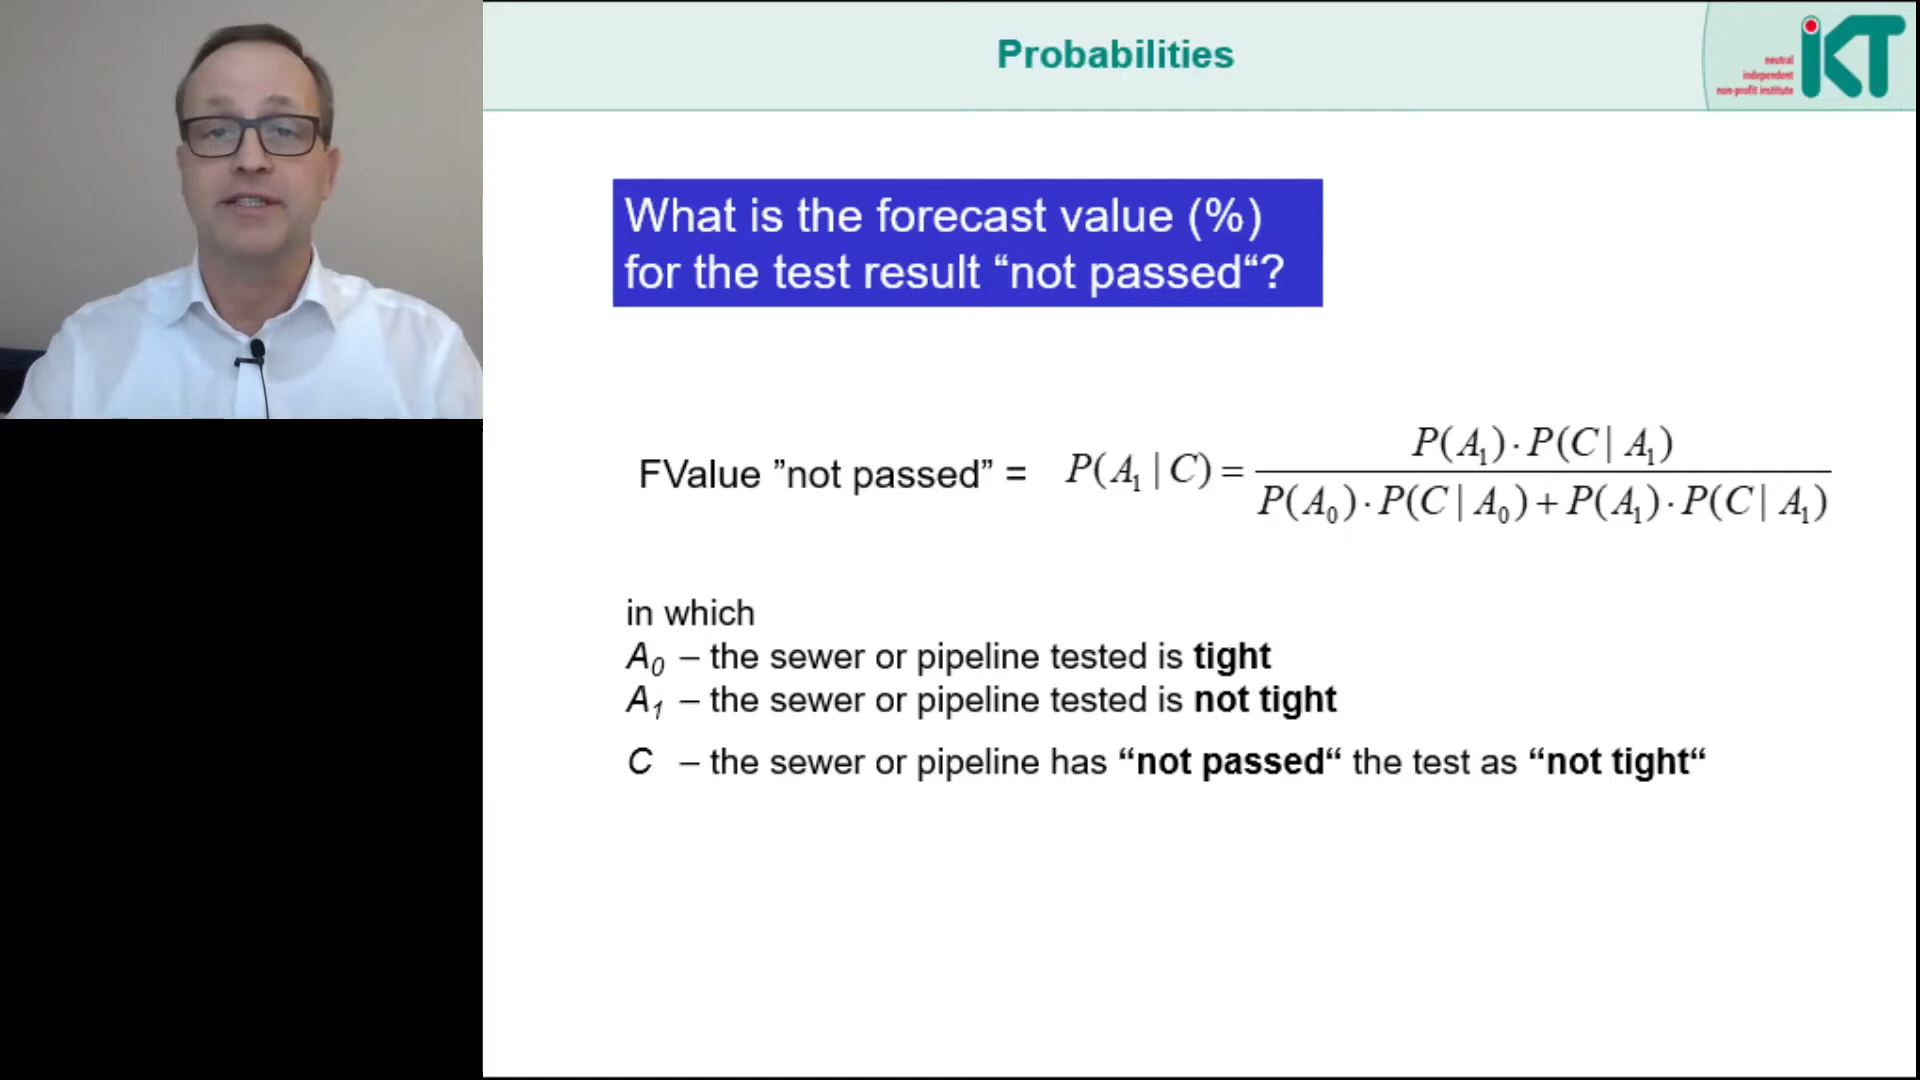 Probabilities
neutral
independent
non-profit institute
iKT
What is the forecast value (%)
for the test result “not passed“?
FValue ”not passed” = P(A₁ | C) = P(A₁) · P(C | A₁) / P(A₀) · P(C | A₀) + P(A₁) · P(C | A₁)
in which
A₀ – the sewer or pipeline tested is tight
A₁ – the sewer or pipeline tested is not tight
C – the sewer or pipeline has “not passed“ the test as “not tight“